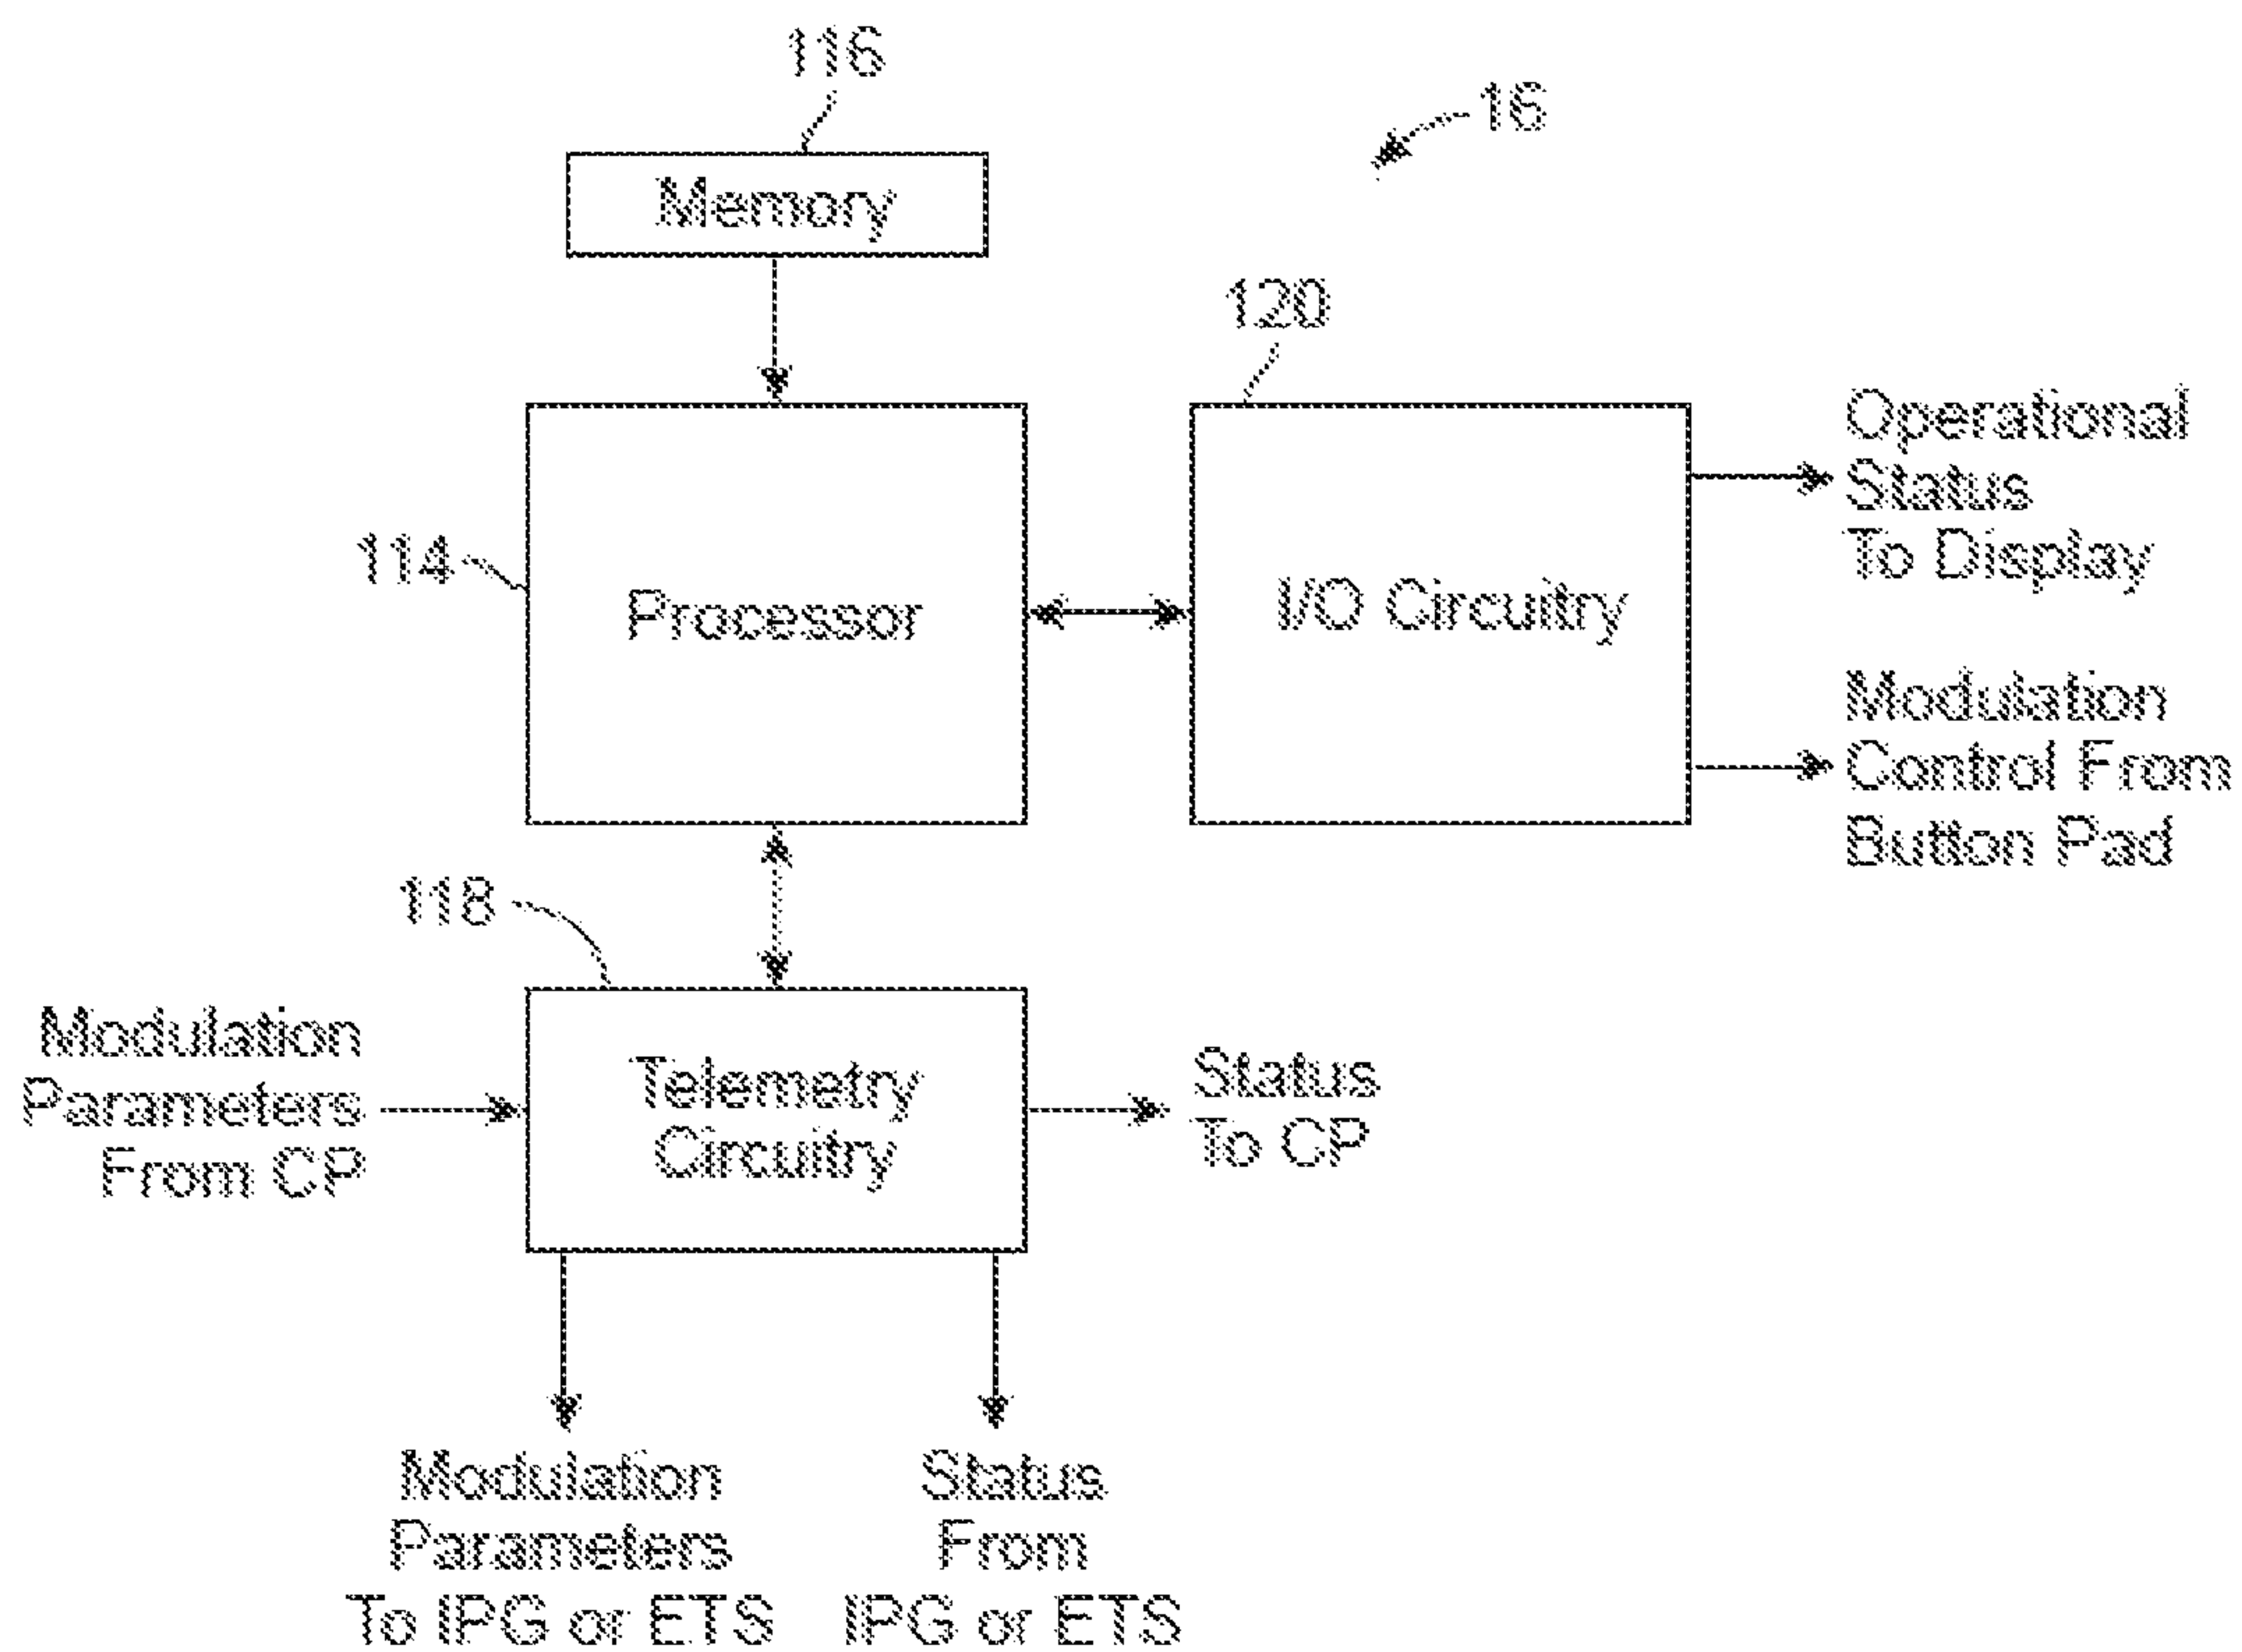 116
16
Memory
120
Operational
Status
To Display
114
Processor
I/O Circuitry
Modulation
Control From
Button Pad
118
Modulation
Parameters
From CP
Telemetry
Circuitry
Status
To CP
Modulation
Parameters
To IPG or ETS
Status
From
IPG or ETS